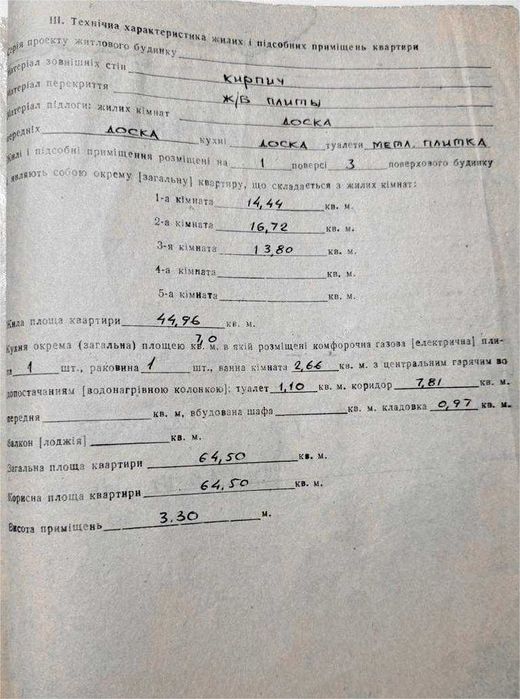 III. Технічна характеристика жилих і підсобних приміщень квартири
Серія проекту житлового будинку
матеріал зовнішніх стін КИРПИЧ
матеріал перекриття Ж/Б ПЛИТЫ
матеріал підлоги: жилих кімнат ДОСКА
передніх ДОСКА кухні ДОСКА туалети МЕТЛ. ПЛИТКА
Жилі і підсобні приміщення розміщені на 1 поверсі 3 поверхового будинку
і являють собою окрему [загальну] квартиру, що складається з жилих кімнат:
1-а кімната 14,44 кв. м.
2-а кімната 16,72 кв. м.
3-я кімната 13,80 кв. м.
4-а кімната кв. м.
5-а кімната кв. м.
Жила площа квартири 44,96 кв. м.
Кухня окрема (загальна) площею 7,0 кв. м. в якій розміщені комфорочна газова [електрична] пли-
та 1 шт., раковина 1 шт., ванна кімната 2,66 кв. м. з центральним гарячим во
допостачанням [водонагрівною колонкою]; туалет 1,10 кв. м. коридор 7,81 кв. м.
передня кв. м, вбудована шафа кв. м. кладовка 0,97 кв. м.
балкон [лоджія] кв. м.
Загальна площа квартири 64,50 кв. м.
Корисна площа квартири 64,50 кв. м.
Висота приміщень 3.30 м.